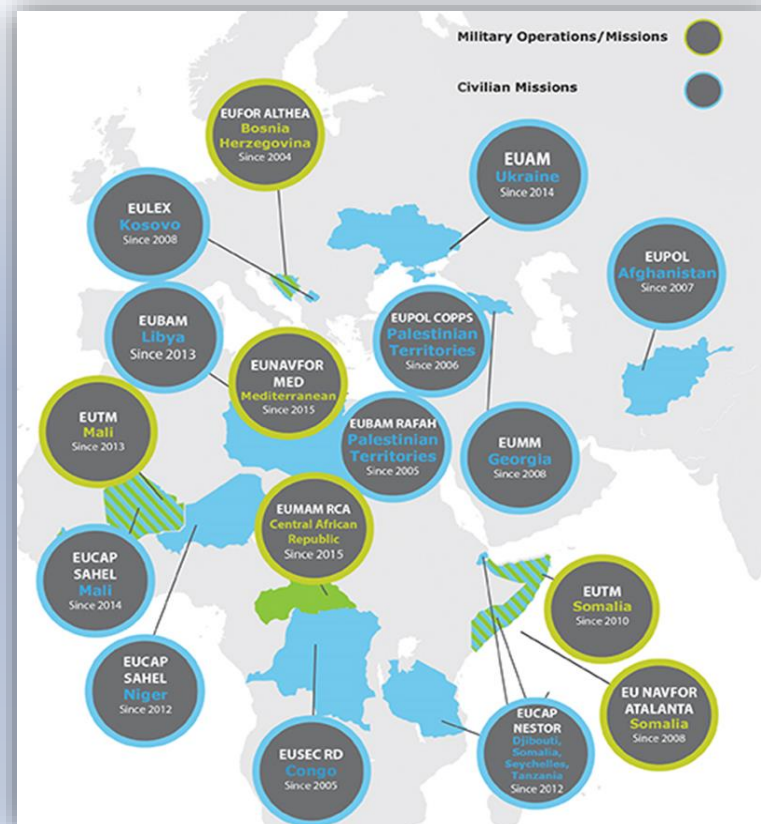 Military Operations/Missions
Civilian Missions
EUFOR ALTHEA
Bosnia
Herzegovina
Since 2004
EUAM
Ukraine
Since 2014
EULEX
Kosovo
Since 2008
EUPOL
Afghanistan
Since 2007
EUBAM
Libya
Since 2013
EUPOL COPPS
Palestinian
Territories
Since 2006
EUNAVFOR
MED
Mediterranean
Since 2015
EUTM
Mali
Since 2013
EUBAM RAFAH
Palestinian
Territories
Since 2005
EUMM
Georgia
Since 2008
EUMAM RCA
Central African
Republic
Since 2015
EUCAP
SAHEL
Mali
Since 2014
EUTM
Somalia
Since 2010
EUCAP
SAHEL
Niger
Since 2012
EU NAVFOR
ATALANTA
Somalia
Since 2008
EUSEC RD
Congo
Since 2005
EUCAP
NESTOR
Djibouti,
Somalia,
Seychelles,
Tanzania
Since 2012